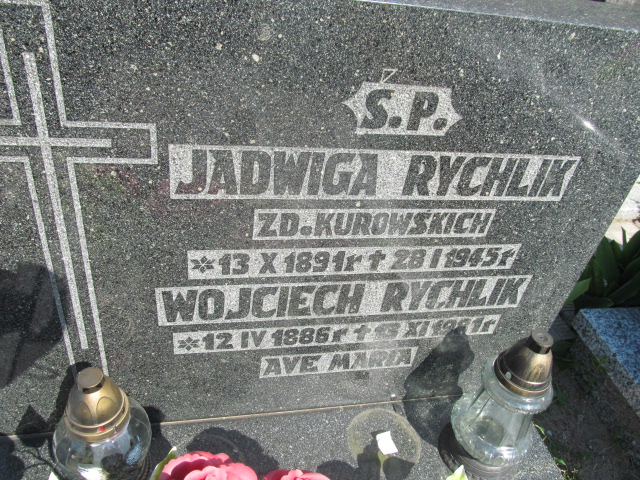 Ś.P.
JADWIGA RYCHLIK
ZD.KUROWSKICH
*13 X 1891r † 28 I 1945r
WOJCIECH RYCHLIK
*12 IV 1886r † XI
AVE MARIA